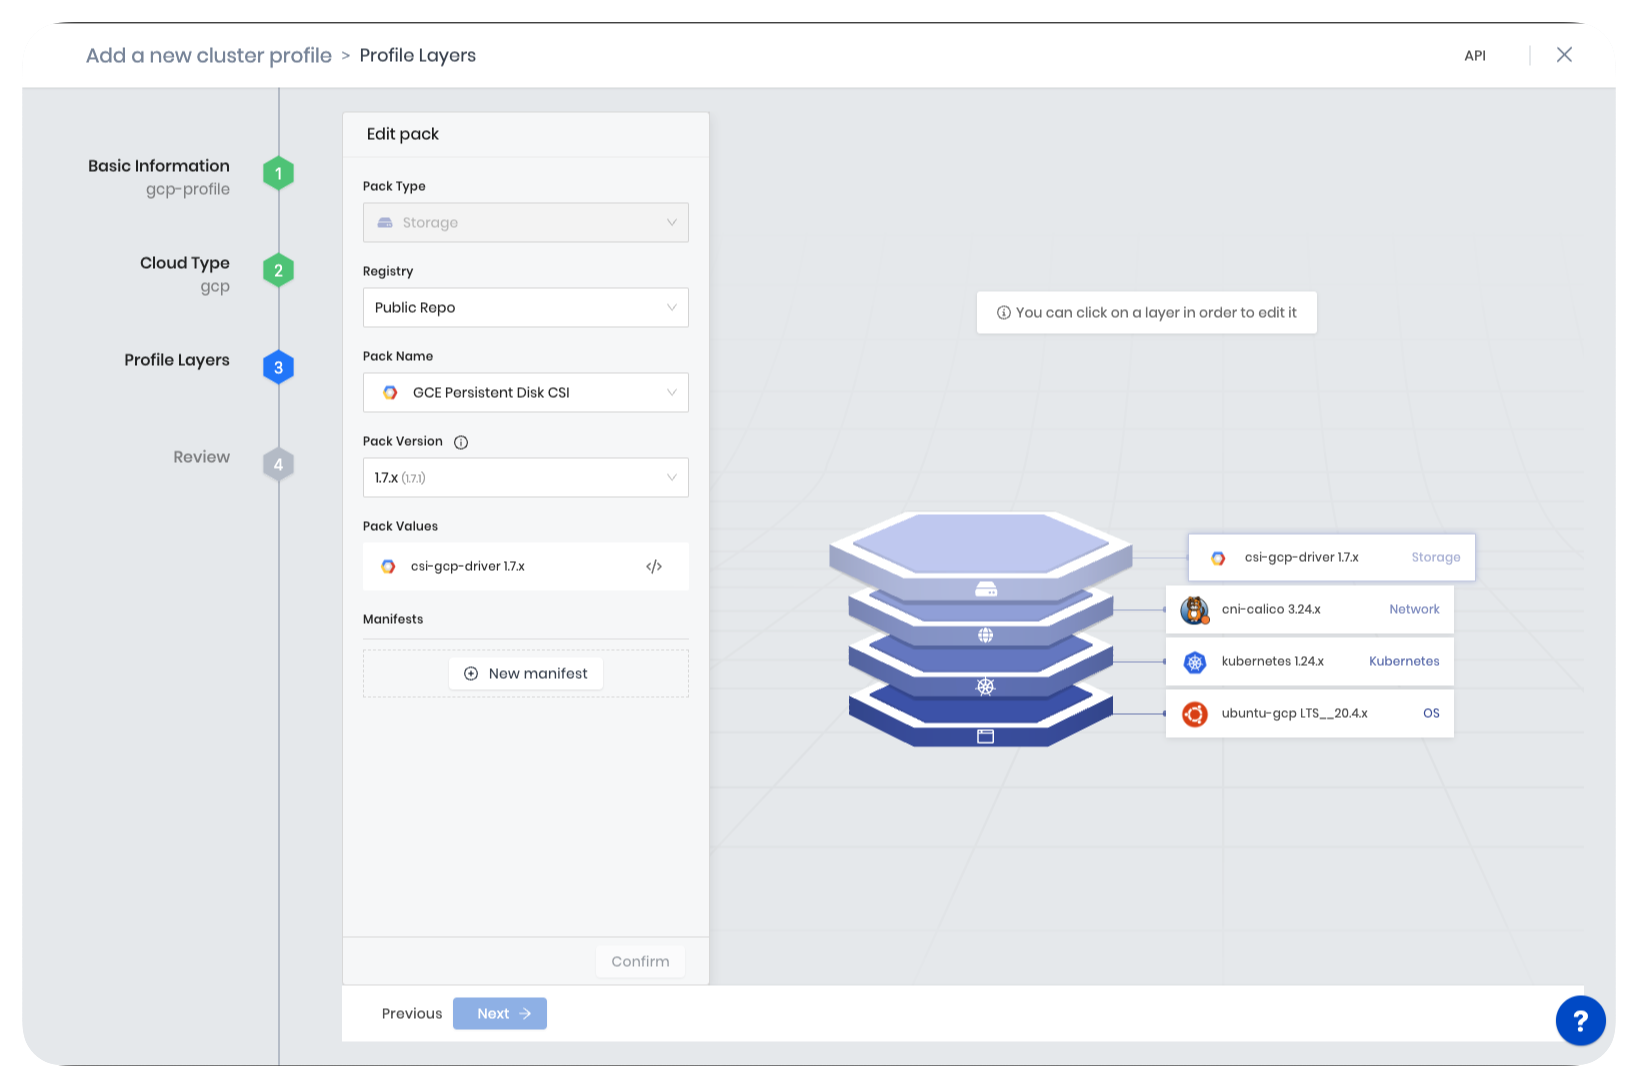 Add a new cluster profile > Profile Layers
API
Basic Information
gcp-profile
1
Cloud Type
gcp
2
Profile Layers
3
Review
4
Edit pack
Pack Type
Storage
Registry
Public Repo
Pack Name
GCE Persistent Disk CSI
Pack Version
1.7.x (1.7.1)
Pack Values
csi-gcp-driver 1.7.x </>
Manifests
New manifest
Confirm
Previous
Next
You can click on a layer in order to edit it
csi-gcp-driver 1.7.x Storage
cni-calico 3.24.x Network
kubernetes 1.24.x Kubernetes
ubuntu-gcp LTS__20.4.x OS
?